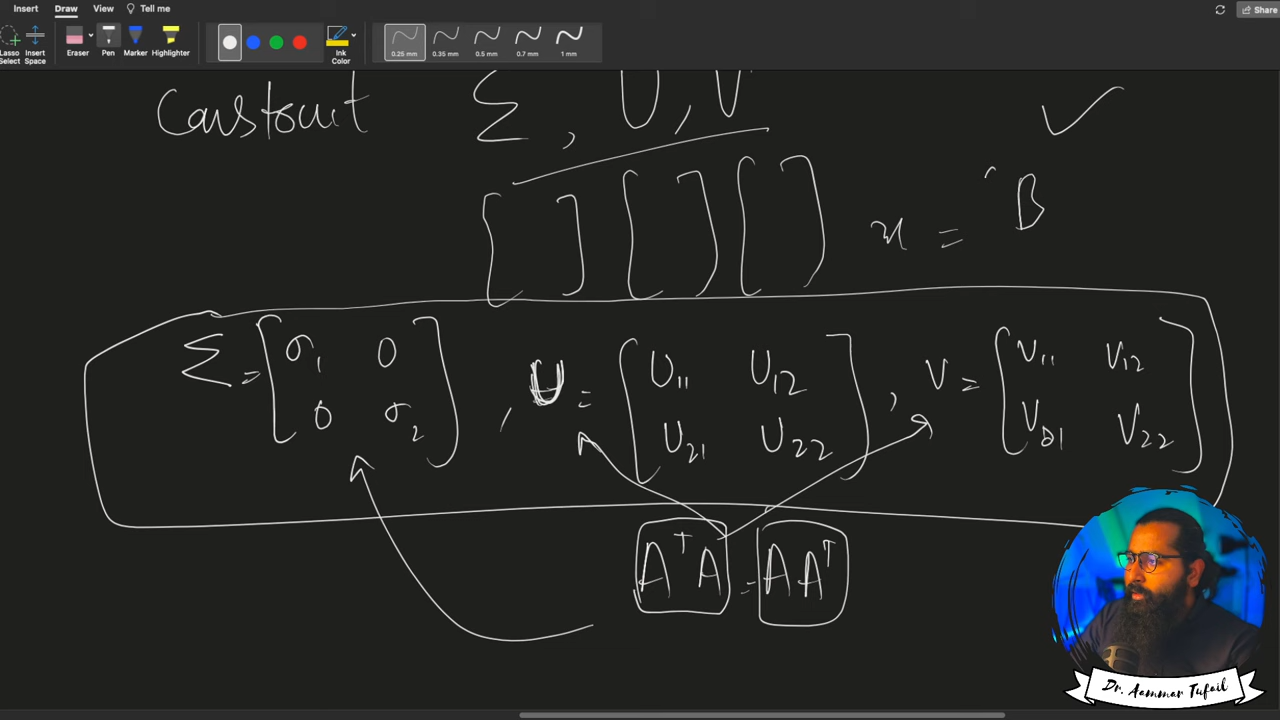 Insert Draw View Tell me
Share
Lasso Select
Insert Space
Eraser
Pen
Marker
Highlighter
Ink Color
0.25 mm
0.35 mm
0.5 mm
0.7 mm
1 mm
Construct Σ, U, V
[ ] [ ] [ ] x = B
Σ = [σ₁ 0
0 σ₂]
, U = [U₁₁ U₁₂
U₂₁ U₂₂]
, V = [V₁₁ V₁₂
V₂₁ V₂₂]
AᵀA = AAᵀ
Dr. Aammar Tufail